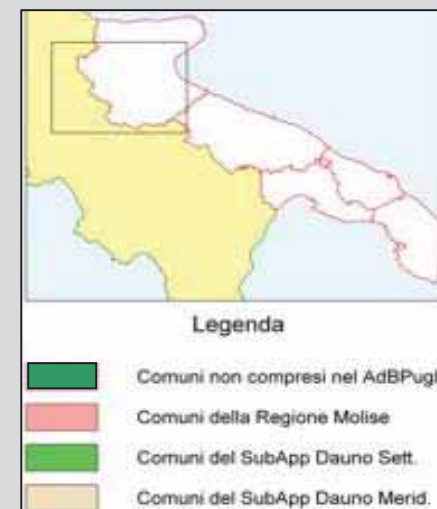 Legenda
Comuni non compresi nel AdBPugl
Comuni della Regione Molise
Comuni del SubApp Dauno Sett.
Comuni del SubApp Dauno Merid.